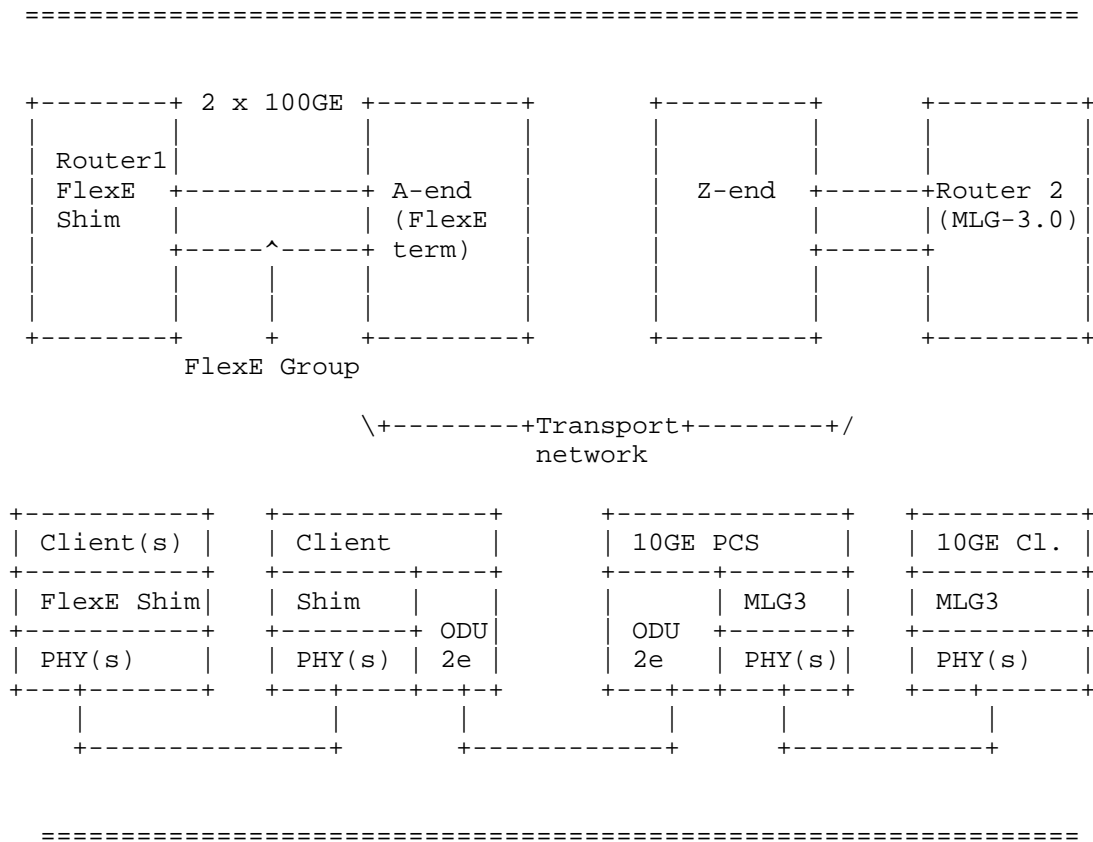 ==================================================================
+--------+ 2 x 100GE +---------+       +---------+      +---------+
|        |           |         |       |         |      |         |
| Router1|           |         |       |         |      |         |
| FlexE  +-----------+ A-end   |       |  Z-end  +------+Router 2 |
| Shim   |           | (FlexE  |       |         |      |(MLG-3.0)|
|        +-----^-----+ term)   |       |         +------+         |
|        |     |     |         |       |         |      |         |
|        |     |     |         |       |         |      |         |
+--------+     +     +---------+       +---------+      +---------+
FlexE Group
\+--------+Transport+--------+/
network
+-----------+   +-------------+      +--------------+   +-----------+
| Client(s) |   | Client      |      | 10GE PCS     |   | 10GE Cl.  |
+-----------+   +--------+----+      +------+-------+   +-----------+
| FlexE Shim|   | Shim   |    |      |      | MLG3  |   | MLG3      |
+-----------+   +--------+ ODU|      | ODU  +-------+   +-----------+
| PHY(s)    |   | PHY(s) | 2e |      | 2e   | PHY(s)|   | PHY(s)    |
+---+-------+   +---+----+--+-+      +---+--+---+---+   +---+------+
|               |       |            |      |            |
+---------------+       +------------+      +------------+
=================================================================